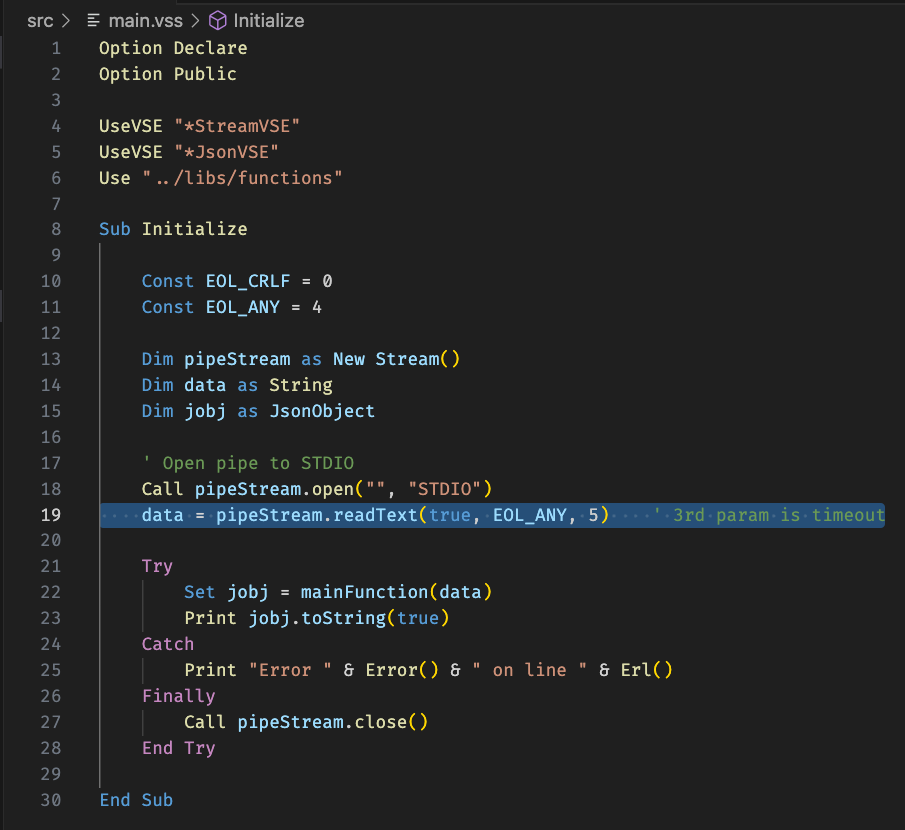 src > main.vss > Initialize
1 Option Declare
2 Option Public
3
4 UseVSE "*StreamVSE"
5 UseVSE "*JsonVSE"
6 Use "../libs/functions"
7
8 Sub Initialize
9
10 Const EOL_CRLF = 0
11 Const EOL_ANY = 4
12
13 Dim pipeStream as New Stream()
14 Dim data as String
15 Dim jobj as JsonObject
16
17 ' Open pipe to STDIO
18 Call pipeStream.open("", "STDIO")
19 data = pipeStream.readText(true, EOL_ANY, 5) ' 3rd param is timeout
20
21 Try
22 Set jobj = mainFunction(data)
23 Print jobj.toString(true)
24 Catch
25 Print "Error " & Error() & " on line " & Erl()
26 Finally
27 Call pipeStream.close()
28 End Try
29
30 End Sub